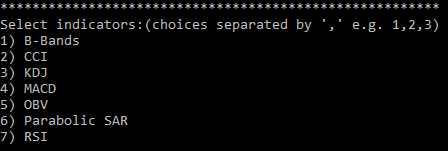 *******************************************************
Select indicators:(choices separated by ',' e.g. 1,2,3)
1) B-Bands
2) CCI
3) KDJ
4) MACD
5) OBV
6) Parabolic SAR
7) RSI